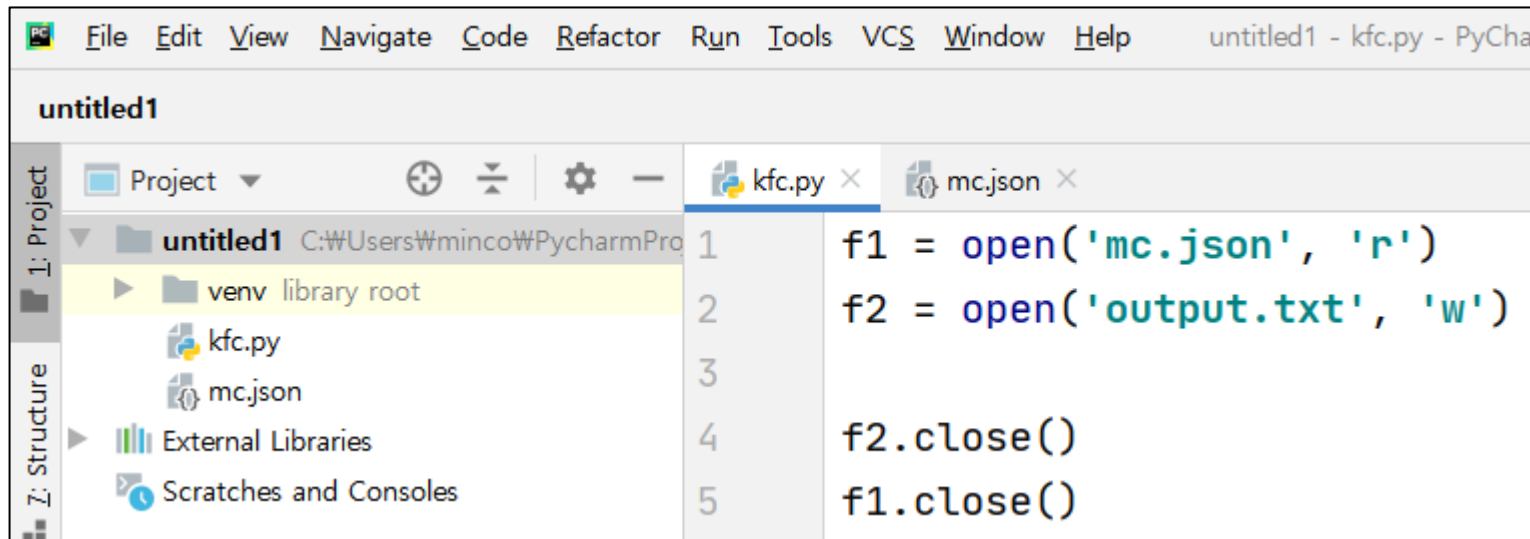 PC File Edit View Navigate Code Refactor Run Tools VCS Window Help untitled1 - kfc.py - PyCha
untitled1
1: Project
Project
kfc.py
mc.json
untitled1 C:₩Users₩minco₩PycharmPro
venv library root
kfc.py
mc.json
External Libraries
Scratches and Consoles
7: Structure
1 f1 = open('mc.json', 'r')
2 f2 = open('output.txt', 'w')
3
4 f2.close()
5 f1.close()